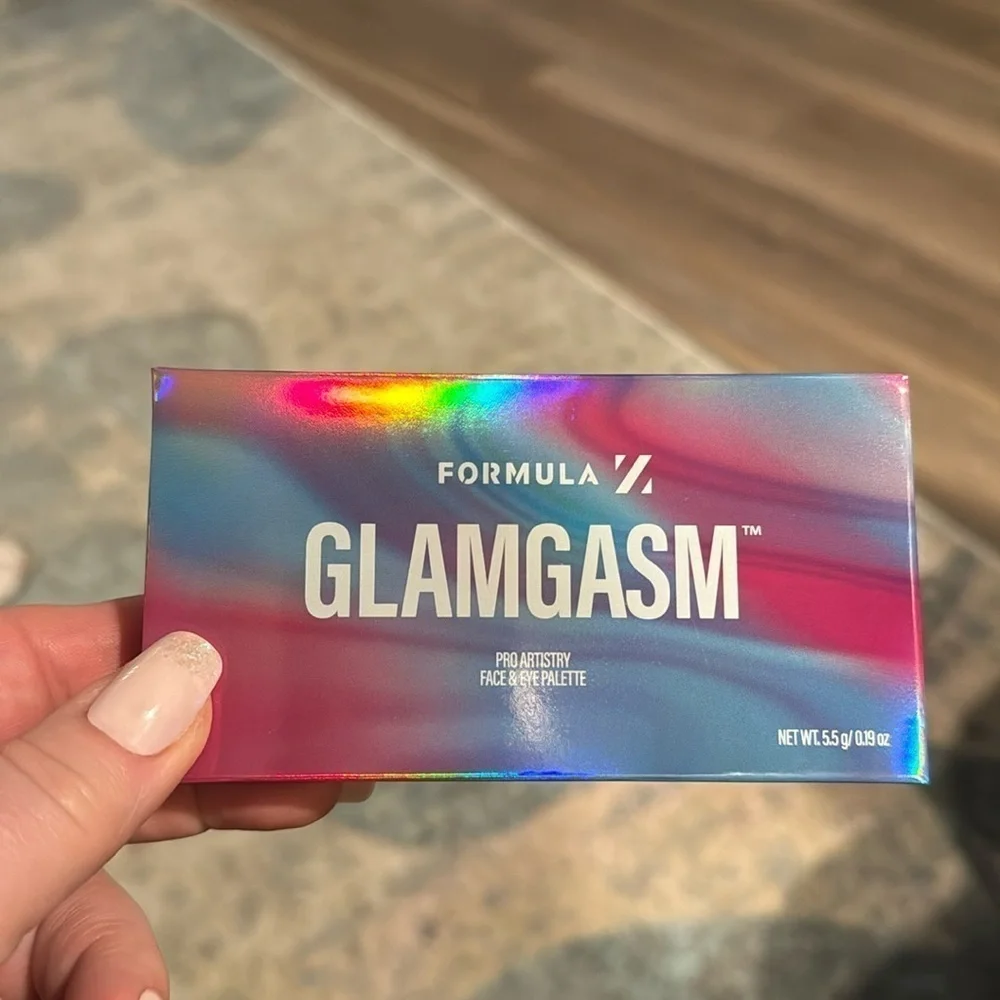 FORMULA Z
GLAMGASM™
PRO ARTISTRY
FACE & EYE PALETTE
NET WT. 5.5 g/ 0.19 oz